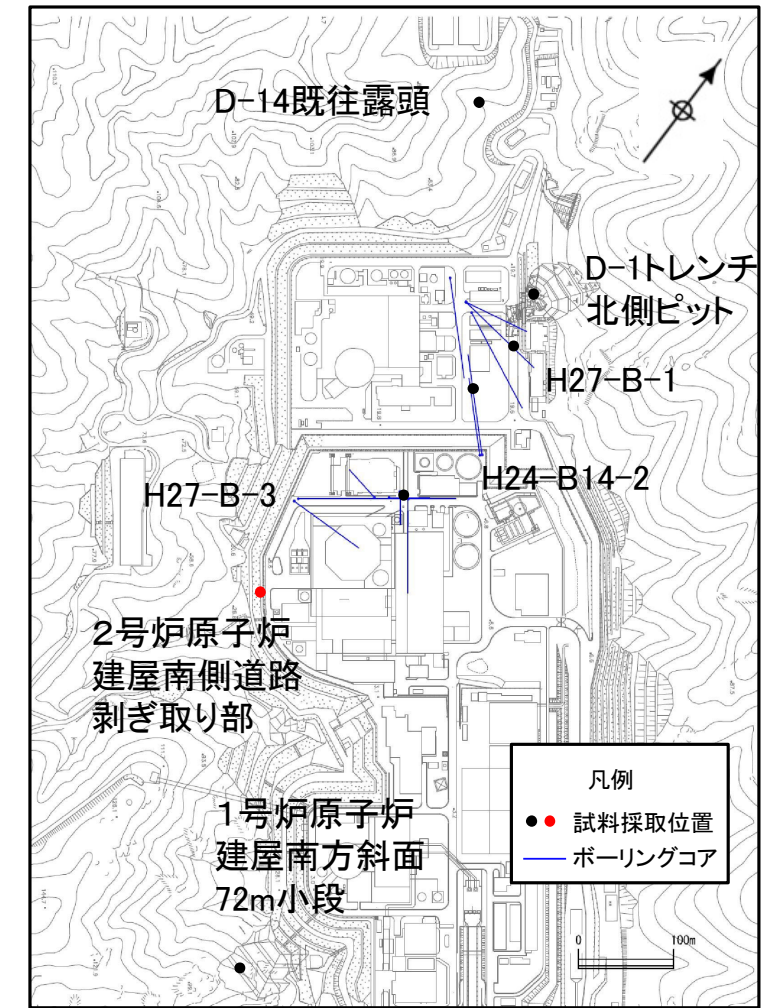 D-14既往露頭
D-1トレンチ
北側ピット
H27-B-1
H24-B14-2
H27-B-3
2号炉原子炉
建屋南側道路
剥ぎ取り部
1号炉原子炉
建屋南方斜面
72m小段
凡例
試料採取位置
ボーリングコア
0 100m